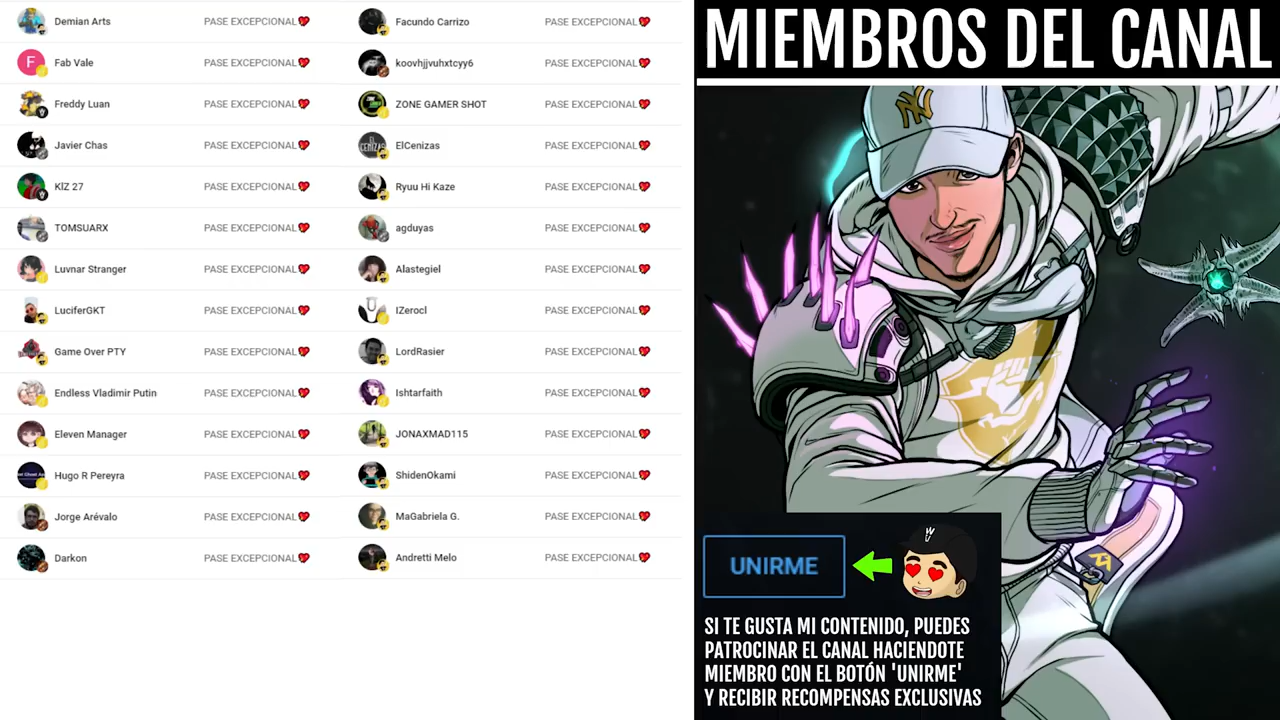 Demian Arts PASE EXCEPCIONAL
Fab Vale PASE EXCEPCIONAL
Freddy Luan PASE EXCEPCIONAL
Javier Chas PASE EXCEPCIONAL
KIZ 27 PASE EXCEPCIONAL
TOMSUARX PASE EXCEPCIONAL
Luvnar Stranger PASE EXCEPCIONAL
LuciferGKT PASE EXCEPCIONAL
Game Over PTY PASE EXCEPCIONAL
Endless Vladimir Putin PASE EXCEPCIONAL
Eleven Manager PASE EXCEPCIONAL
Hugo R Pereyra PASE EXCEPCIONAL
Jorge Arévalo PASE EXCEPCIONAL
Darkon PASE EXCEPCIONAL
Facundo Carrizo PASE EXCEPCIONAL
koovhjjvuhxtcyy6 PASE EXCEPCIONAL
ZONE GAMER SHOT PASE EXCEPCIONAL
ElCenizas PASE EXCEPCIONAL
Ryuu Hi Kaze PASE EXCEPCIONAL
agduyas PASE EXCEPCIONAL
Alastegiel PASE EXCEPCIONAL
IZerocl PASE EXCEPCIONAL
LordRasier PASE EXCEPCIONAL
Ishtarfaith PASE EXCEPCIONAL
JONAXMAD115 PASE EXCEPCIONAL
ShidenOkami PASE EXCEPCIONAL
MaGabriela G. PASE EXCEPCIONAL
Andretti Melo PASE EXCEPCIONAL
MIEMBROS DEL CANAL
NY
UNIRME
SI TE GUSTA MI CONTENIDO, PUEDES
PATROCINAR EL CANAL HACIENDOTE
MIEMBRO CON EL BOTÓN 'UNIRME'
Y RECIBIR RECOMPENSAS EXCLUSIVAS